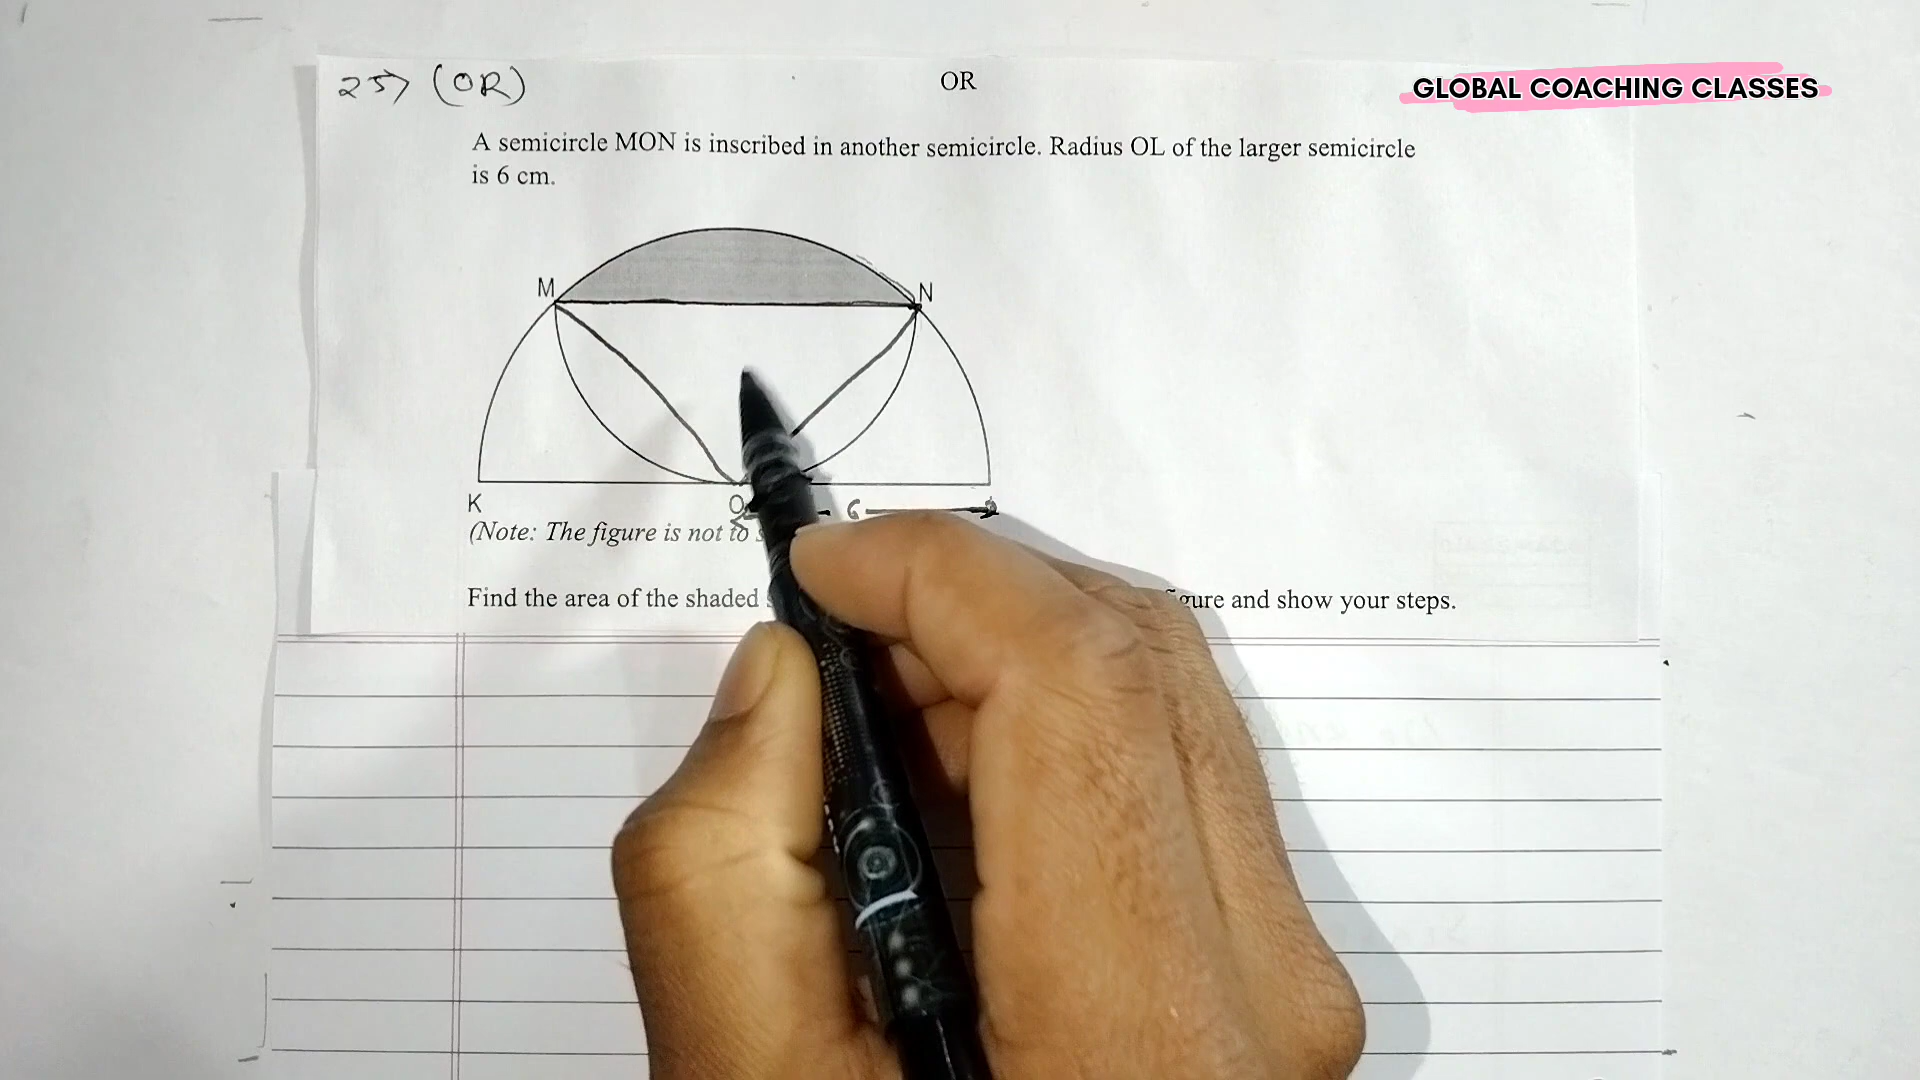 25> (OR)
OR
GLOBAL COACHING CLASSES
A semicircle MON is inscribed in another semicircle. Radius OL of the larger semicircle
is 6 cm.
M
N
K
O
6
(Note: The figure is not to
Find the area of the shaded
and show your steps.